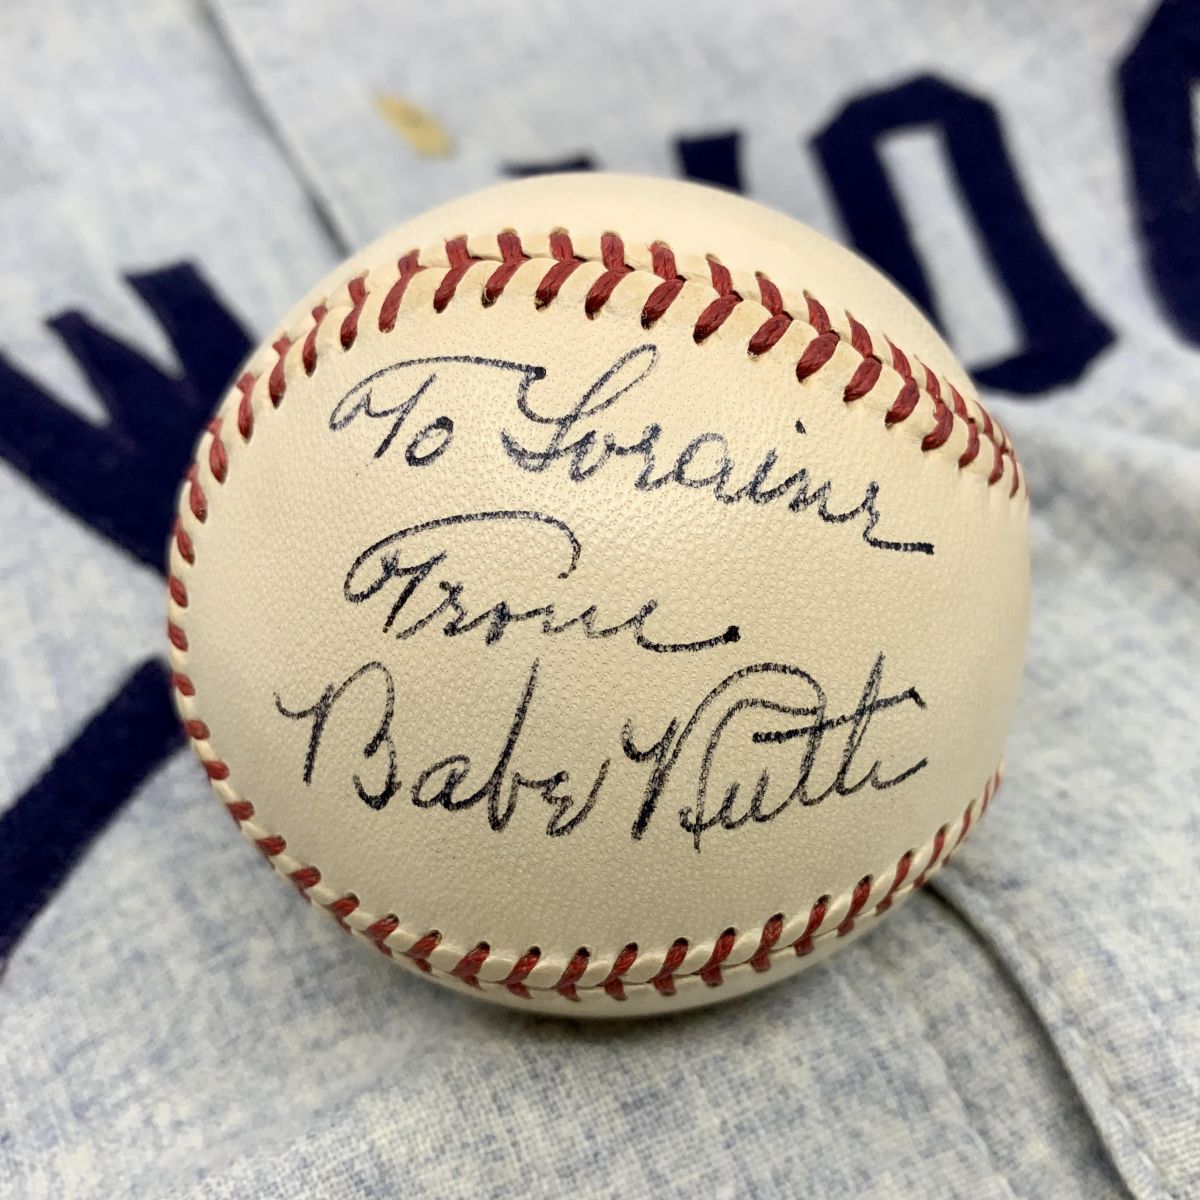 To Loraine
From
Babe Ruth